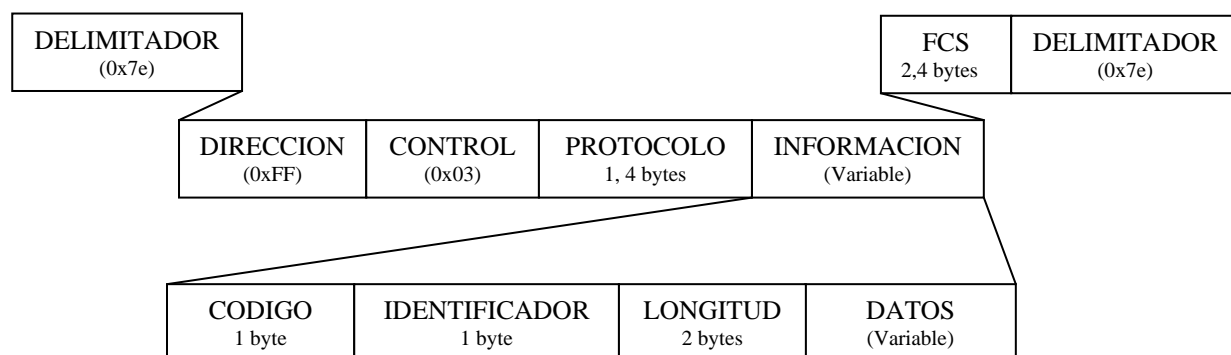 DELIMITADOR
(0x7e)
FCS
2,4 bytes
DELIMITADOR
(0x7e)
DIRECCION
(0xFF)
CONTROL
(0x03)
PROTOCOLO
1, 4 bytes
INFORMACION
(Variable)
CODIGO
1 byte
IDENTIFICADOR
1 byte
LONGITUD
2 bytes
DATOS
(Variable)